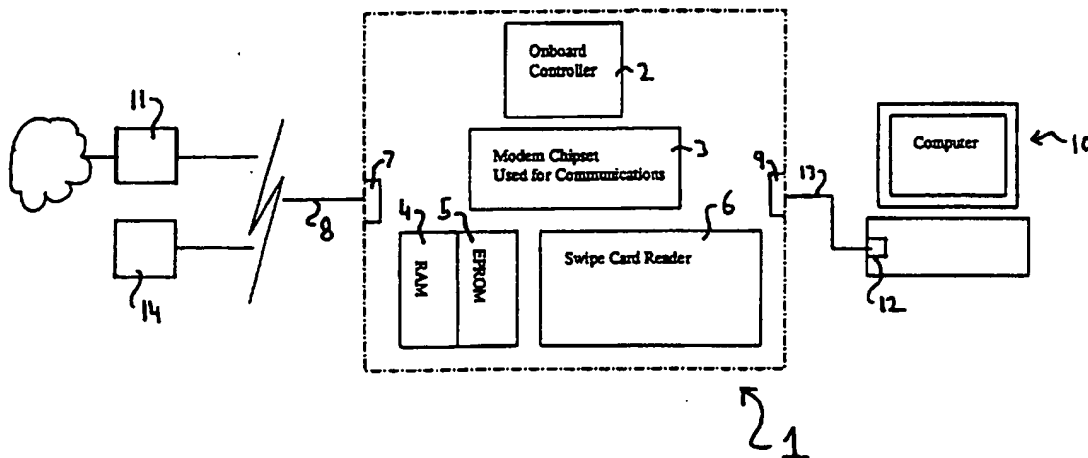 Onboard
Controller
2
11
Modem Chipset
Used for Communications
3
7
9
13
Computer
10
8
4
5
6
RAM
EPROM
Swipe Card Reader
14
12
1